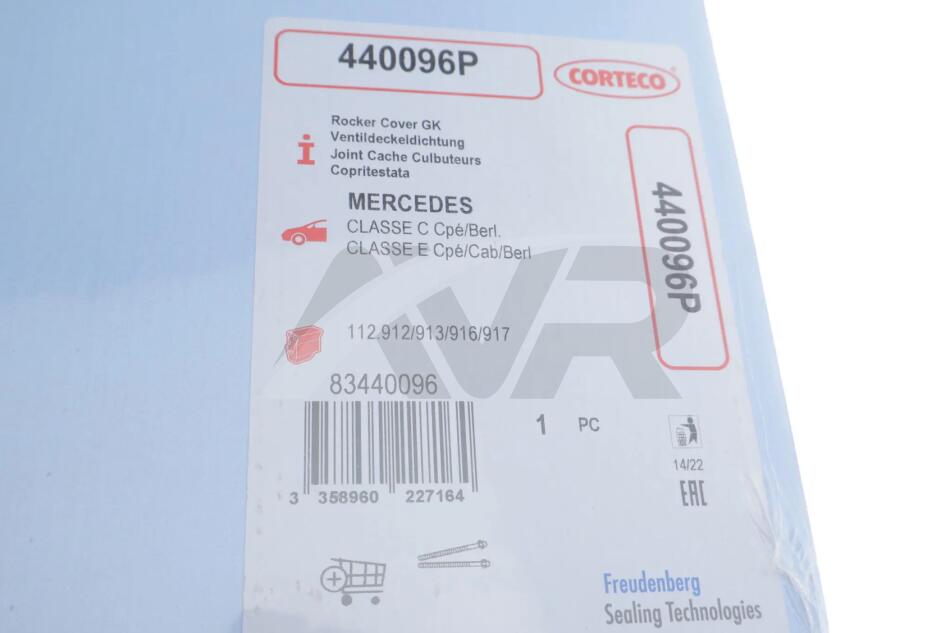 440096P
CORTECO
Rocker Cover GK
Ventildeckeldichtung
Joint Cache Culbuteurs
Copritestata
MERCEDES
CLASSE C Cpé/Berl.
CLASSE E Cpé/Cab/Berl
440096P
AVR
112.912/913/916/917
83440096
1 PC
3 358960 227164
14/22
EAC
Freudenberg
Sealing Technologies